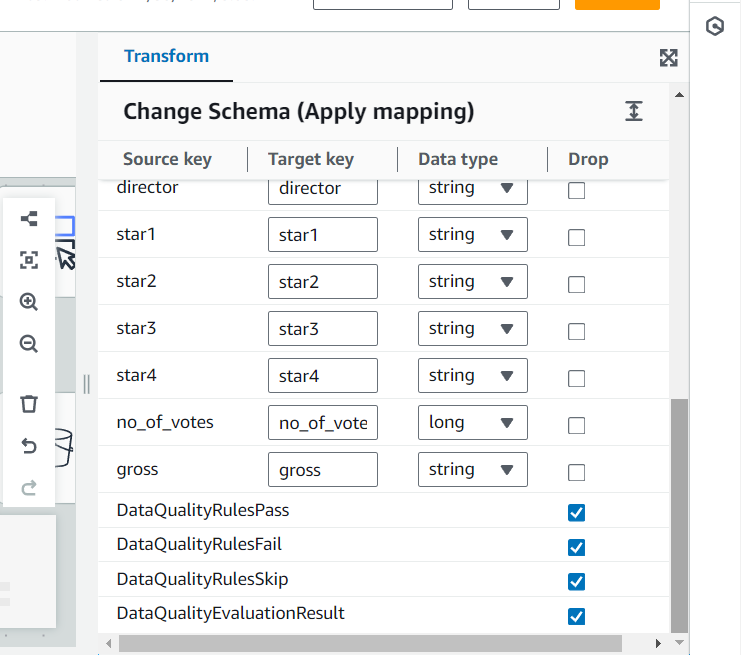 Transform
Change Schema (Apply mapping)
Source key Target key Data type Drop
director director string
star1 star1 string
star2 star2 string
star3 star3 string
star4 star4 string
no_of_votes no_of_vote long
gross gross string
DataQualityRulesPass
DataQualityRulesFail
DataQualityRulesSkip
DataQualityEvaluationResult